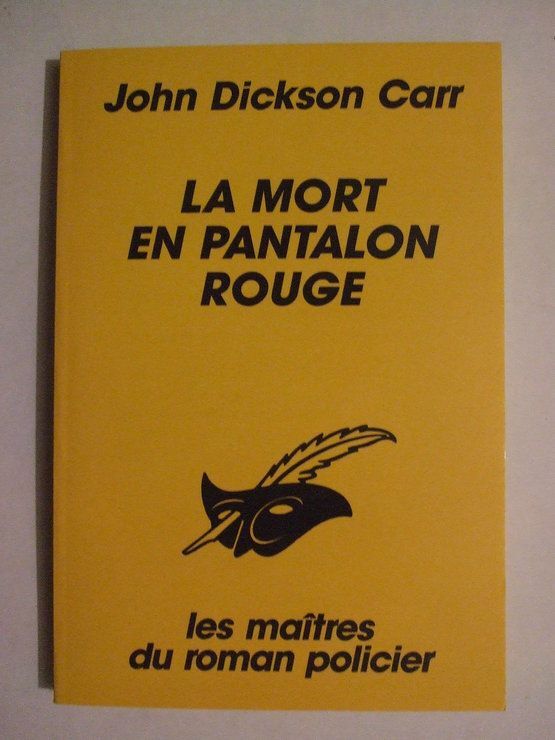 John Dickson Carr
LA MORT
EN PANTALON
ROUGE
les maîtres
du roman policier